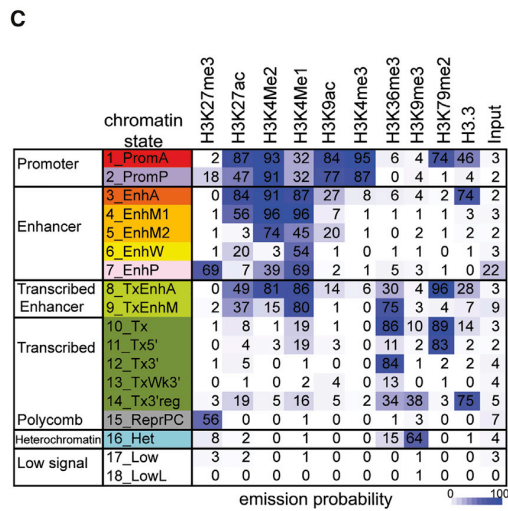 C
H3K27me3 H3K27ac H3K4Me2 H3K4Me1 H3K9ac H3K4me3 H3K36me3 H3K9me3 H3K79me2 H3.3 Input
chromatin
state
Promoter
1_PromA 2 87 93 32 84 95 6 4 74 46 3
2_PromP 18 47 91 32 77 87 0 1 4 4 2
Enhancer
3_EnhA 0 84 91 87 27 8 6 4 2 74 2
4_EnhM1 1 56 96 96 7 1 1 1 1 3 3
5_EnhM2 1 3 74 45 20 1 0 2 1 2 2
6_EnhW 1 20 3 54 1 0 1 1 0 1 3
7_EnhP 69 7 39 69 2 1 5 3 1 0 22
Transcribed
Enhancer
8_TxEnhA 0 49 81 86 14 6 30 4 96 28 3
9_TxEnhM 2 37 15 80 1 0 75 3 4 7 9
Transcribed
10_Tx 1 8 1 19 1 0 86 10 89 14 3
11_Tx5' 0 4 3 19 3 0 11 2 83 2 2
12_Tx3' 1 5 0 1 0 0 84 1 2 2 4
13_TxWk3' 0 1 0 2 4 0 13 0 1 0 4
14_Tx3'reg 3 19 5 16 5 2 34 38 3 75 5
Polycomb
15_ReprPC 56 0 0 1 0 0 1 3 0 0 7
Heterochromatin
16_Het 8 2 0 1 0 0 15 64 0 1 4
Low signal
17_Low 3 2 0 1 0 0 0 1 0 0 3
18_LowL 0 0 0 0 0 0 0 1 0 0 0
emission probability
0 100